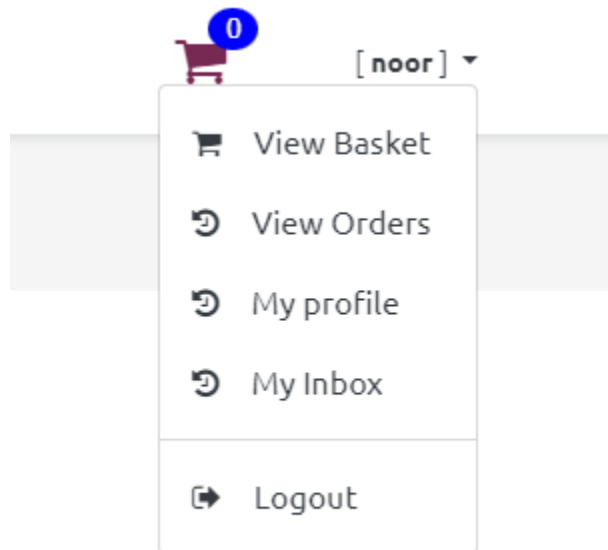 0
[ noor ]
View Basket
View Orders
My profile
My Inbox
Logout